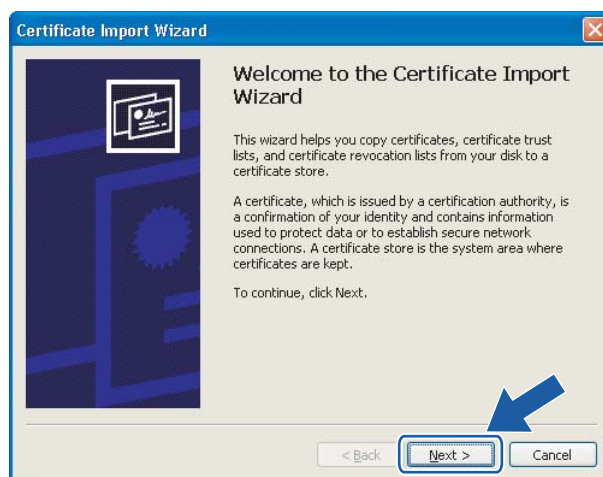 Certificate Import Wizard
Welcome to the Certificate Import
Wizard
This wizard helps you copy certificates, certificate trust
lists, and certificate revocation lists from your disk to a
certificate store.
A certificate, which is issued by a certification authority, is
a confirmation of your identity and contains information
used to protect data or to establish secure network
connections. A certificate store is the system area where
certificates are kept.
To continue, click Next.
< Back
Next >
Cancel